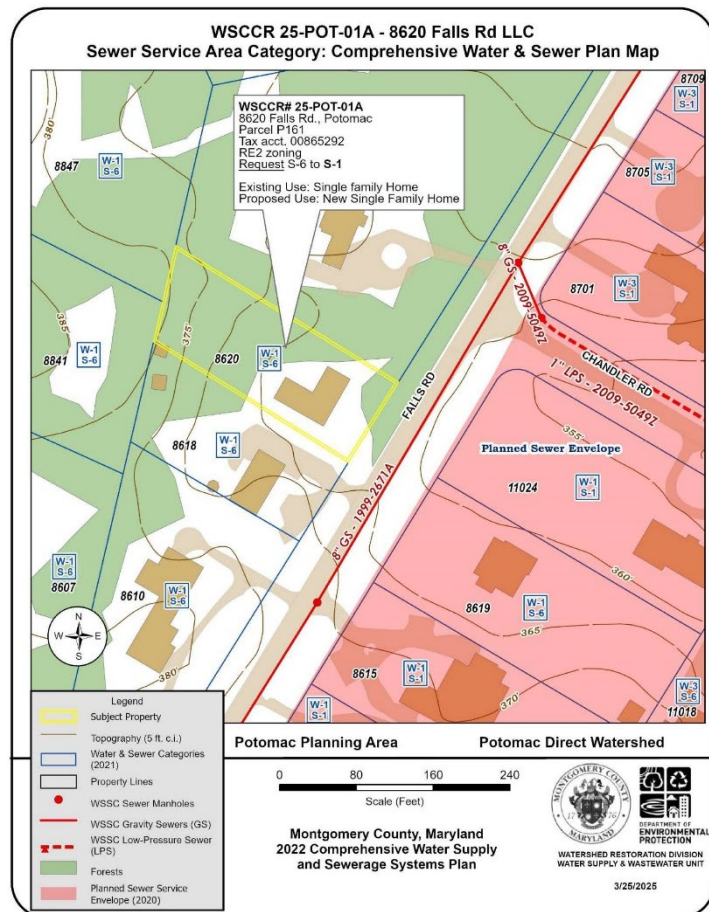 WSCCR 25-POT-01A - 8620 Falls Rd LLC
Sewer Service Area Category: Comprehensive Water & Sewer Plan Map
WSCCR# 25-POT-01A
8620 Falls Rd., Potomac
Parcel P161
Tax acct. 00865292
RE2 zoning
Request S-6 to S-1
Existing Use: Single family Home
Proposed Use: New Single Family Home
380'
8847
W-1
S-6
8709
W-3
S-1
8705
W-3
S-1
8701
W-3
S-1
8" GS - 2009-5049Z
CHANDLER RD
1" LPS - 2009-5049Z
385'
375'
8841
W-1
S-6
8620
W-1
S-6
FALLS RD
8618
W-1
S-6
355'
Planned Sewer Envelope
11024
W-1
S-1
8" GS - 1999-2671A
W-1
S-6
8607
8610
W-1
S-6
360'
8619
W-1
S-6
365'
8615
W-1
S-1
W-1
S-1
370'
W-3
S-6
11018
380'
N
W E
S
Legend
Subject Property
Topography (5 ft. c.i.)
Water & Sewer Categories
(2021)
Property Lines
WSSC Sewer Manholes
WSSC Gravity Sewers (GS)
WSSC Low-Pressure Sewer
(LPS)
Forests
Planned Sewer Service
Envelope (2020)
Potomac Planning Area
Potomac Direct Watershed
0 80 160 240
Scale (Feet)
Montgomery County, Maryland
2022 Comprehensive Water Supply
and Sewerage Systems Plan
MONTGOMERY COUNTY
17 76
MARYLAND
DEPARTMENT OF
ENVIRONMENTAL
PROTECTION
WATERSHED RESTORATION DIVISION
WATER SUPPLY & WASTEWATER UNIT
3/25/2025